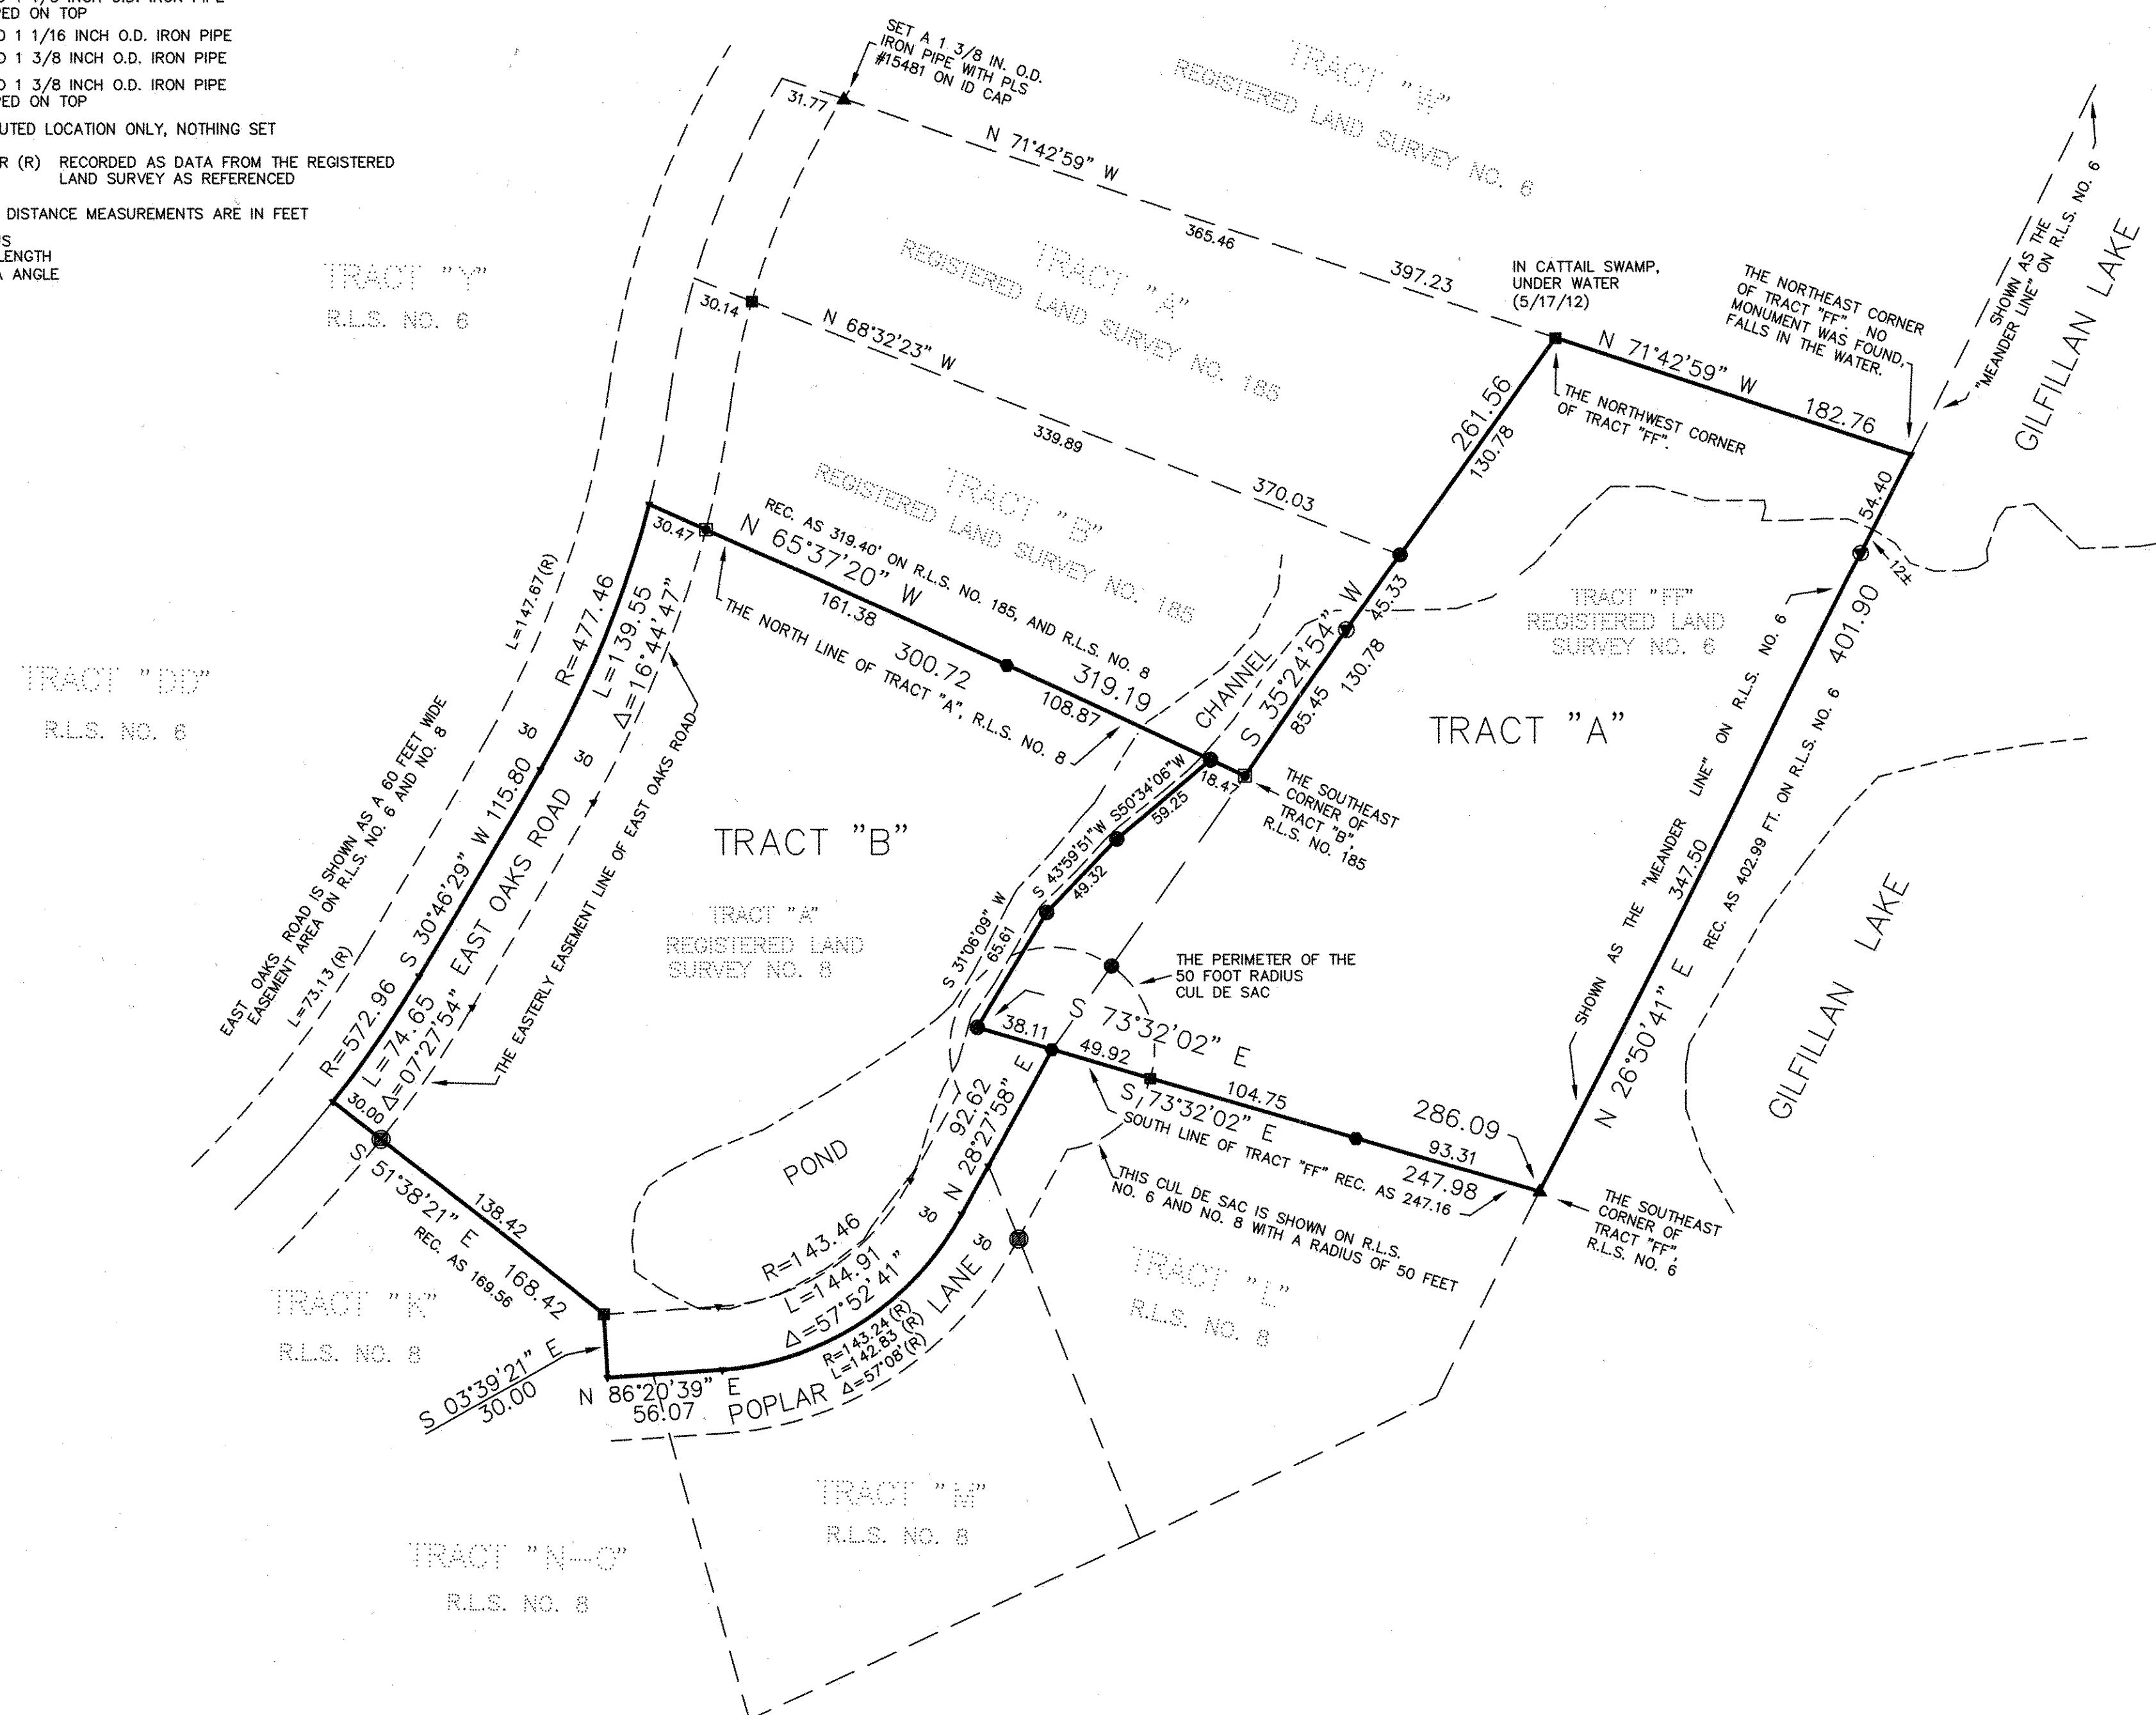 INCH O.D. IRON PIPE
PED ON TOP
D 1 1/16 INCH O.D. IRON PIPE
D 1 3/8 INCH O.D. IRON PIPE
D 1 3/8 INCH O.D. IRON PIPE
PED ON TOP
UTED LOCATION ONLY, NOTHING SET
R (R) RECORDED AS DATA FROM THE REGISTERED
LAND SURVEY AS REFERENCED
DISTANCE MEASUREMENTS ARE IN FEET
US
LENGTH
A ANGLE
SET A 1 3/8 IN. O.D.
IRON PIPE WITH PLS
#15481 ON ID CAP
TRACT "W"
REGISTERED LAND SURVEY NO. 6
31.77
N 71°42'59" W
365.46
397.23
TRACT "Y"
R.L.S. NO. 6
TRACT "A"
REGISTERED LAND SURVEY NO. 185
IN CATTAIL SWAMP,
UNDER WATER
(5/17/12)
THE NORTHEAST CORNER
OF TRACT "FF". NO
MONUMENT WAS FOUND,
FALLS IN THE WATER.
SHOWN AS THE
"MEANDER LINE" ON R.L.S. NO. 6
GILFILLAN LAKE
30.14
N 68°32'23" W
339.89
370.03
N 71°42'59" W
182.76
THE NORTHWEST CORNER
OF TRACT "FF".
261.56
130.78
54.40
12±
TRACT "B"
REGISTERED LAND SURVEY NO. 185
30.47
REC. AS 319.40' ON R.L.S. NO. 185, AND R.L.S. NO. 8
N 65°37'20" W
161.38
300.72
319.19
108.87
THE NORTH LINE OF TRACT "A", R.L.S. NO. 8
L=147.67(R)
R=477.46
L=139.55
Δ=16°44'47"
CHANNEL
S 35°24'54" W
45.33
130.78
85.45
TRACT "FF"
REGISTERED LAND
SURVEY NO. 6
TRACT "A"
401.90
SHOWN AS THE "MEANDER LINE" ON R.L.S. NO. 6
347.50
REC. AS 402.99 FT. ON R.L.S. NO. 6
N 26°50'41" E
GILFILLAN LAKE
TRACT "DD"
R.L.S. NO. 6
EAST OAKS ROAD IS SHOWN AS A 60 FEET WIDE
EASEMENT AREA ON R.L.S. NO. 6 AND NO. 8
L=73.13 (R)
30
30
S 30°46'29" W 115.80
EAST OAKS ROAD
THE EASTERLY EASEMENT LINE OF EAST OAKS ROAD
R=572.96
L=74.65
Δ=07°27'54"
TRACT "B"
TRACT "A"
REGISTERED LAND
SURVEY NO. 8
18.47
S50°34'06"W
59.25
S 43°59'51"W
49.32
S 31°06'09" W
65.61
THE SOUTHEAST
CORNER OF
TRACT "B",
R.L.S. NO. 185
THE PERIMETER OF THE
50 FOOT RADIUS
CUL DE SAC
38.11
S 73°32'02" E
49.92
104.75
S 73°32'02" E
SOUTH LINE OF TRACT "FF" REC. AS 247.16
286.09
93.31
247.98
THE SOUTHEAST
CORNER OF
TRACT "FF",
R.L.S. NO. 6
THIS CUL DE SAC IS SHOWN ON R.L.S.
NO. 6 AND NO. 8 WITH A RADIUS OF 50 FEET
30.00
S 51°38'21" E
138.42
168.42
REC. AS 169.56
POND
92.62
N 28°27'58" E
30
30
R=143.46
L=144.91
Δ=57°52'41"
R=143.24 (R)
L=142.83 (R)
Δ=57°08'(R)
POPLAR LANE
TRACT "K"
R.L.S. NO. 8
S 03°39'21" E
30.00
N 86°20'39" E
56.07
TRACT "L"
R.L.S. NO. 8
TRACT "M"
R.L.S. NO. 8
TRACT "N-O"
R.L.S. NO. 8